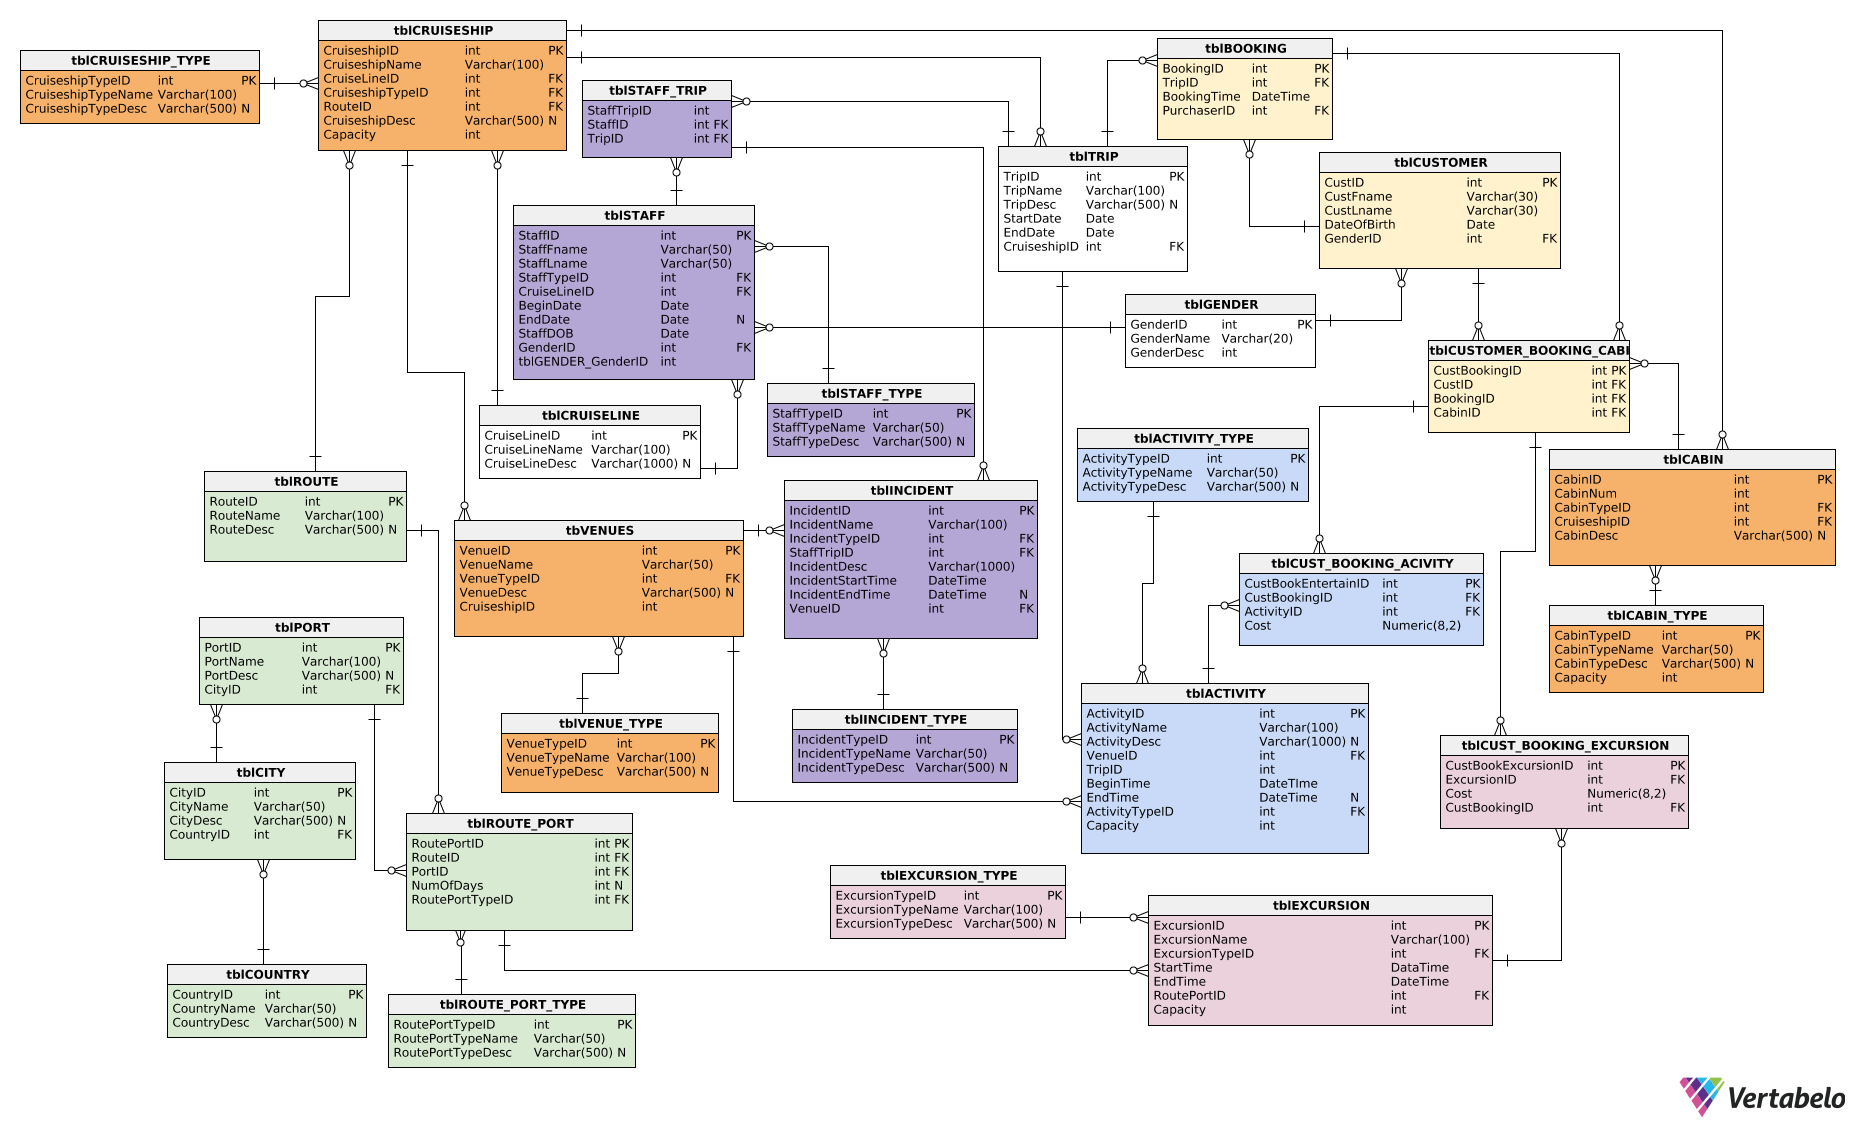 tblCRUISESHIP_TYPE
CruiseshipTypeID int PK
CruiseshipTypeName Varchar(100)
CruiseshipTypeDesc Varchar(500) N
tblCRUISESHIP
CruiseshipID int PK
CruiseshipName Varchar(100)
CruiseLineID int FK
CruiseshipTypeID int FK
RouteID int FK
CruiseshipDesc Varchar(500) N
Capacity int
tblSTAFF_TRIP
StaffTripID int
StaffID int FK
TripID int FK
tblBOOKING
BookingID int PK
TripID int FK
BookingTime DateTime
PurchaserID int FK
tblTRIP
TripID int PK
TripName Varchar(100)
TripDesc Varchar(500) N
StartDate Date
EndDate Date
CruiseshipID int FK
tblCUSTOMER
CustID int PK
CustFname Varchar(30)
CustLname Varchar(30)
DateOfBirth Date
GenderID int FK
tblSTAFF
StaffID int PK
StaffFname Varchar(50)
StaffLname Varchar(50)
StaffTypeID int FK
CruiseLineID int FK
BeginDate Date
EndDate Date N
StaffDOB Date
GenderID int FK
tblGENDER_GenderID int
tblGENDER
GenderID int PK
GenderName Varchar(20)
GenderDesc int
tblCUSTOMER_BOOKING_CABI
CustBookingID int PK
CustID int FK
BookingID int FK
CabinID int FK
tblSTAFF_TYPE
StaffTypeID int PK
StaffTypeName Varchar(50)
StaffTypeDesc Varchar(500) N
tblCRUISELINE
CruiseLineID int PK
CruiseLineName Varchar(100)
CruiseLineDesc Varchar(1000) N
tblACTIVITY_TYPE
ActivityTypeID int PK
ActivityTypeName Varchar(50)
ActivityTypeDesc Varchar(500) N
tblCABIN
CabinID int PK
CabinNum int
CabinTypeID int FK
CruiseshipID int FK
CabinDesc Varchar(500) N
tblROUTE
RouteID int PK
RouteName Varchar(100)
RouteDesc Varchar(500) N
tblINCIDENT
IncidentID int PK
IncidentName Varchar(100)
IncidentTypeID int FK
StaffTripID int FK
IncidentDesc Varchar(1000)
IncidentStartTime DateTime
IncidentEndTime DateTime N
VenueID int FK
tbVENUES
VenueID int PK
VenueName Varchar(50)
VenueTypeID int FK
VenueDesc Varchar(500) N
CruiseshipID int
tblCUST_BOOKING_ACIVITY
CustBookEntertainID int PK
CustBookingID int FK
ActivityID int FK
Cost Numeric(8,2)
tblCABIN_TYPE
CabinTypeID int PK
CabinTypeName Varchar(50)
CabinTypeDesc Varchar(500) N
Capacity int
tblPORT
PortID int PK
PortName Varchar(100)
PortDesc Varchar(500) N
CityID int FK
tblACTIVITY
ActivityID int PK
ActivityName Varchar(100)
ActivityDesc Varchar(1000) N
VenueID int FK
TripID int
BeginTime DateTIme
EndTime DateTime N
ActivityTypeID int FK
Capacity int
tblVENUE_TYPE
VenueTypeID int PK
VenueTypeName Varchar(100)
VenueTypeDesc Varchar(500) N
tblINCIDENT_TYPE
IncidentTypeID int PK
IncidentTypeName Varchar(50)
IncidentTypeDesc Varchar(500) N
tblCUST_BOOKING_EXCURSION
CustBookExcursionID int PK
ExcursionID int FK
Cost Numeric(8,2)
CustBookingID int FK
tblCITY
CityID int PK
CityName Varchar(50)
CityDesc Varchar(500) N
CountryID int FK
tblROUTE_PORT
RoutePortID int PK
RouteID int FK
PortID int FK
NumOfDays int N
RoutePortTypeID int FK
tblEXCURSION_TYPE
ExcursionTypeID int PK
ExcursionTypeName Varchar(100)
ExcursionTypeDesc Varchar(500) N
tblEXCURSION
ExcursionID int PK
ExcursionName Varchar(100)
ExcursionTypeID int FK
StartTime DataTime
EndTime DateTime
RoutePortID int FK
Capacity int
tblCOUNTRY
CountryID int PK
CountryName Varchar(50)
CountryDesc Varchar(500) N
tblROUTE_PORT_TYPE
RoutePortTypeID int PK
RoutePortTypeName Varchar(50)
RoutePortTypeDesc Varchar(500) N
Vertabelo